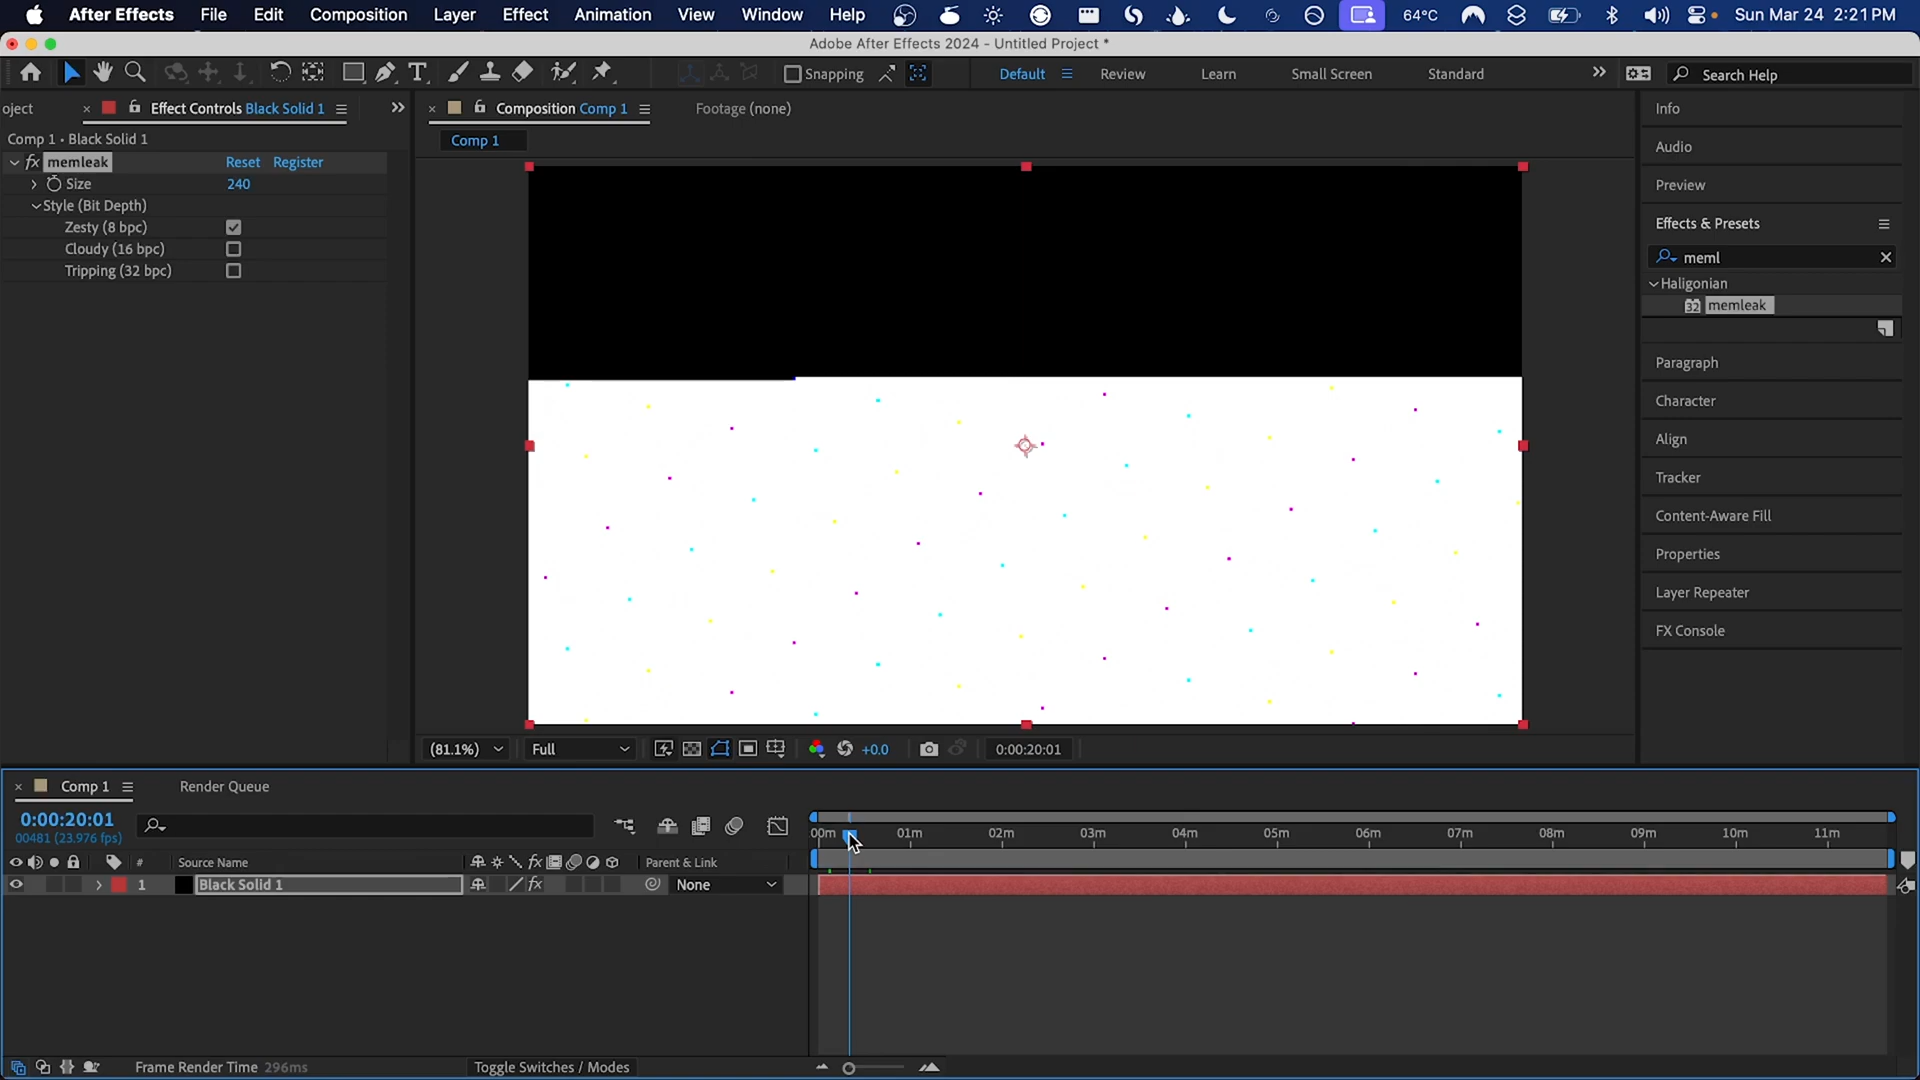 After Effects File Edit Composition Layer Effect Animation View Window Help 64°C Sun Mar 24 2:21 PM
Adobe After Effects 2024 - Untitled Project *
Snapping Default Review Learn Small Screen Standard Search Help
oject Effect Controls Black Solid 1
Composition Comp 1 Footage (none)
Comp 1 • Black Solid 1
Comp 1
fx memleak Reset Register
Size 240
Style (Bit Depth)
Zesty (8 bpc)
Cloudy (16 bpc)
Tripping (32 bpc)
Info
Audio
Preview
Effects & Presets
meml
Haligonian
32 memleak
Paragraph
Character
Align
Tracker
Content-Aware Fill
Properties
Layer Repeater
FX Console
(81.1%) Full +0.0 0:00:20:01
Comp 1 Render Queue
0:00:20:01
00481 (23.976 fps)
00m 01m 02m 03m 04m 05m 06m 07m 08m 09m 10m 11m
# Source Name fx Parent & Link
1 Black Solid 1 fx None
Frame Render Time 296ms Toggle Switches / Modes